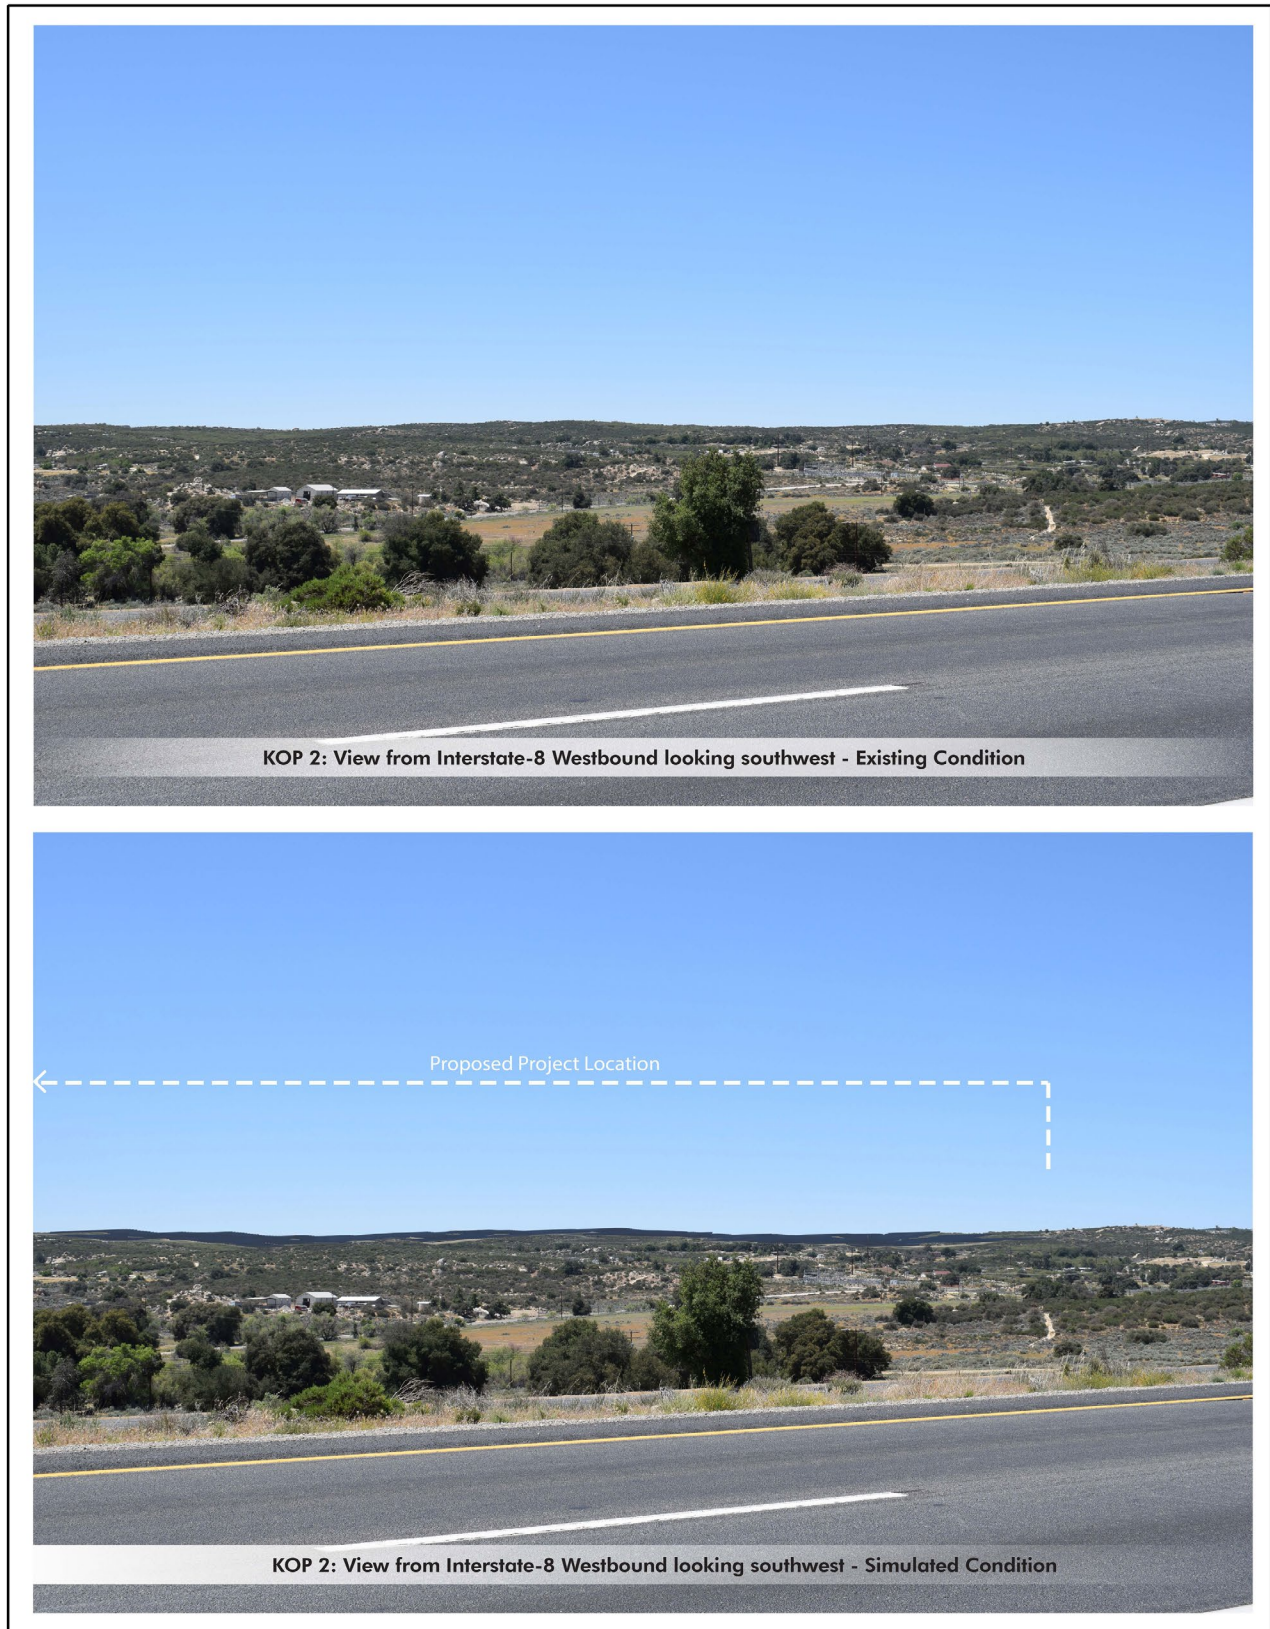 KOP 2: View from Interstate-8 Westbound looking southwest - Existing Condition
Proposed Project Location
KOP 2: View from Interstate-8 Westbound looking southwest - Simulated Condition